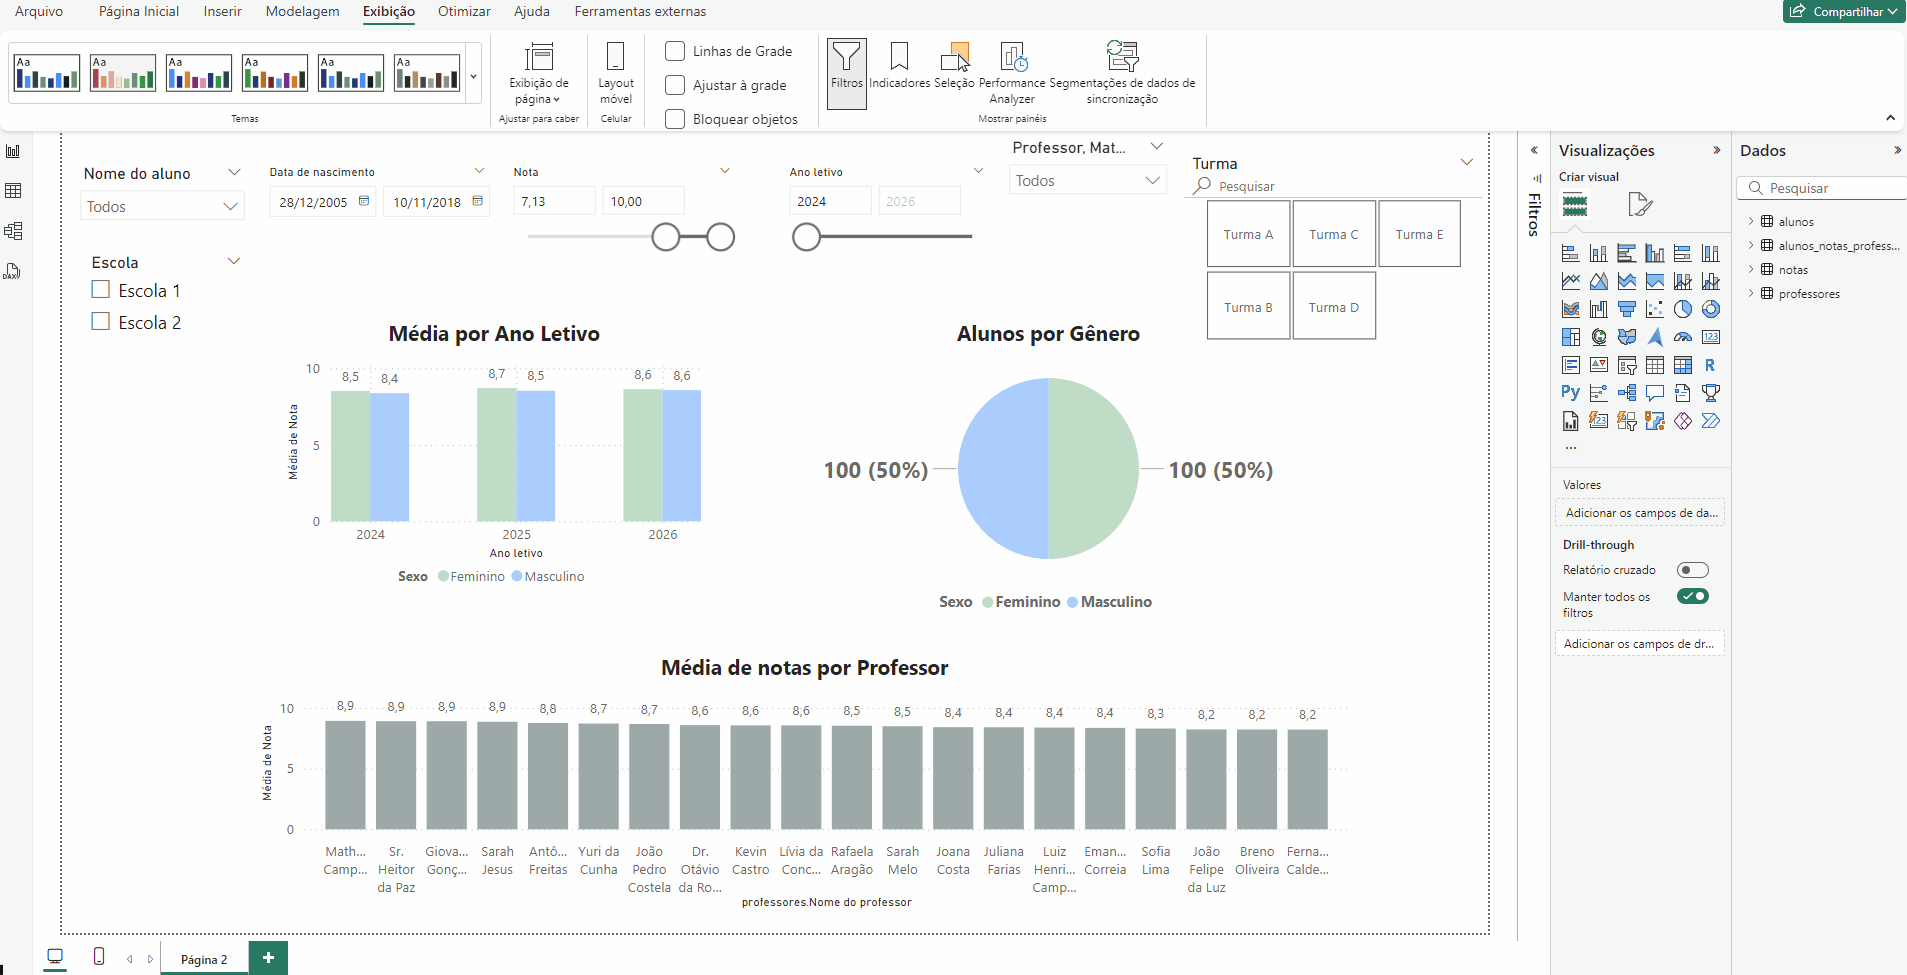 Arquivo Página Inicial Inserir Modelagem Exibição Otimizar Ajuda Ferramentas externas Compartilhar
Aa Aa Aa Aa Aa Aa
Temas
Exibição de página
Ajustar para caber
Layout móvel
Celular
Linhas de Grade
Ajustar à grade
Bloquear objetos
Filtros Indicadores Seleção Performance Analyzer Segmentações de dados de sincronização
Mostrar painéis
Nome do aluno
Todos
Data de nascimento
28/12/2005 10/11/2018
Nota
7,13 10,00
Ano letivo
2024 2026
Professor, Mat...
Todos
Turma
Pesquisar
Turma A Turma C Turma E
Turma B Turma D
Escola
Escola 1
Escola 2
Média por Ano Letivo
Média de Nota
10
5
0
8,5 8,4 8,7 8,5 8,6 8,6
2024 2025 2026
Ano letivo
Sexo Feminino Masculino
Alunos por Gênero
100 (50%) 100 (50%)
Sexo Feminino Masculino
Média de notas por Professor
Média de Nota
10
5
0
8,9 8,9 8,9 8,9 8,8 8,7 8,7 8,6 8,6 8,6 8,5 8,5 8,4 8,4 8,4 8,4 8,3 8,2 8,2 8,2
Math... Sr. Giova... Sarah Antô... Yuri da João Dr. Kevin Lívia da Rafaela Sarah Joana Juliana Luiz Eman... Sofia João Breno Ferna...
Camp... Heitor Gonç... Jesus Freitas Cunha Pedro Otávio Castro Conc... Aragão Melo Costa Farias Henri... Correia Lima Felipe Oliveira Calde...
da Paz Costela da Ro... Camp... da Luz
professores.Nome do professor
Página 2
+
Filtros
Visualizações
Criar visual
123
R
Py
123
...
Valores
Adicionar os campos de da...
Drill-through
Relatório cruzado
Manter todos os
filtros
Adicionar os campos de dr...
Dados
Pesquisar
alunos
alunos_notas_profess...
notas
professores
DAX